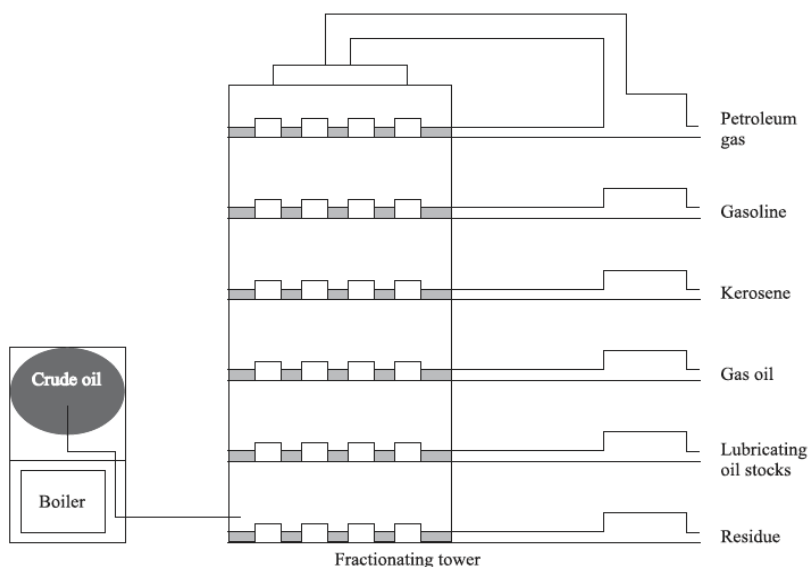 Petroleum
gas
Gasoline
Kerosene
Crude oil
Gas oil
Lubricating
oil stocks
Boiler
Residue
Fractionating tower